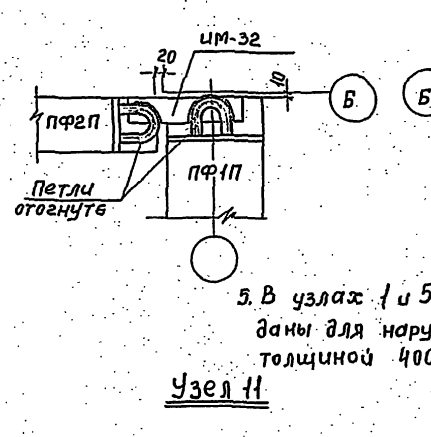 20
ИМ-32
10
Б
Б
ПФ2П
ПФ1П
Петли
отогнуть
5. В узлах 1 и 5
даны для нару
толщиной 400
Узел 11